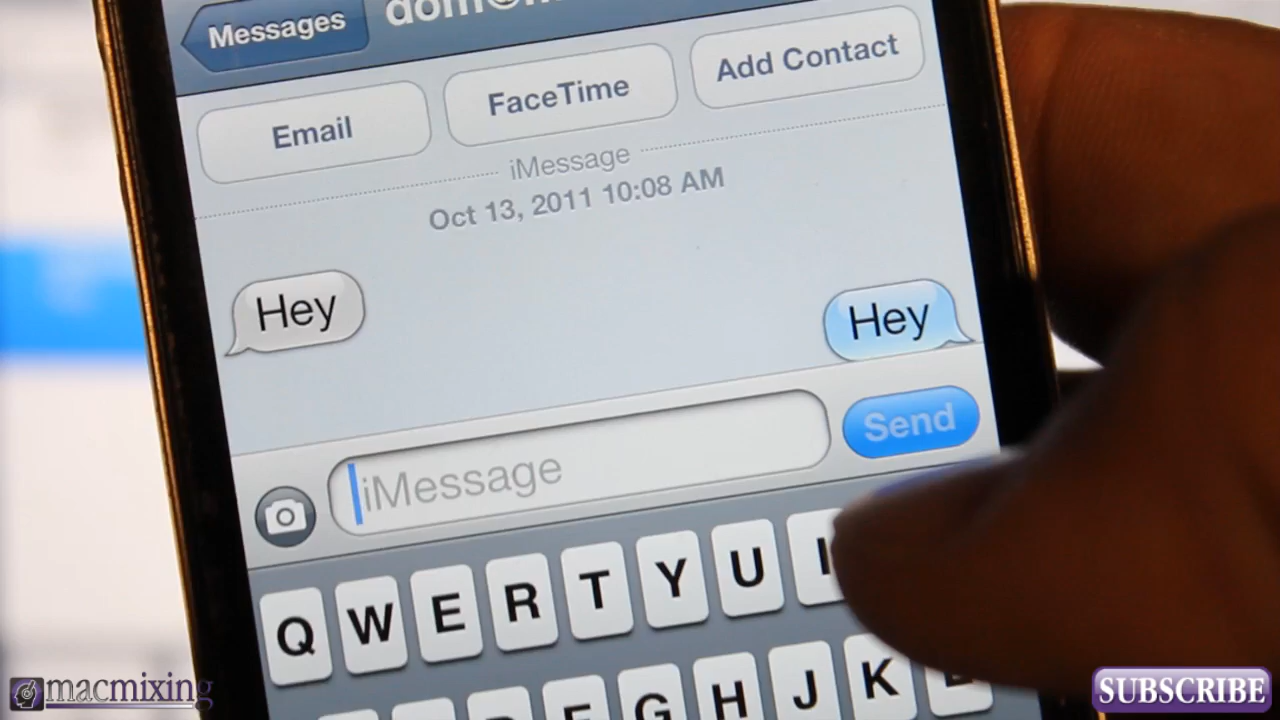 Messages
Email
FaceTime
Add Contact
iMessage
Oct 13, 2011 10:08 AM
Hey
Hey
iMessage
Send
Q W E R T Y U I
G H J K
macmixing
SUBSCRIBE